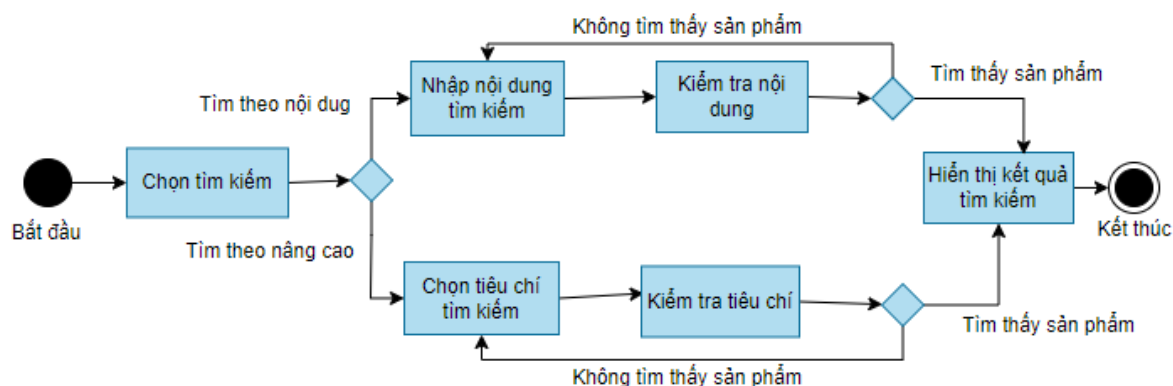 Không tìm thấy sản phẩm
Nhập nội dung
tìm kiếm
Kiểm tra nội
dung
Tìm thấy sản phẩm
Tìm theo nội dug
Chọn tìm kiếm
Bắt đầu
Hiển thị kết quả
tìm kiếm
Kết thúc
Tìm theo nâng cao
Chọn tiêu chí
tìm kiếm
Kiểm tra tiêu chí
Tìm thấy sản phẩm
Không tìm thấy sản phẩm